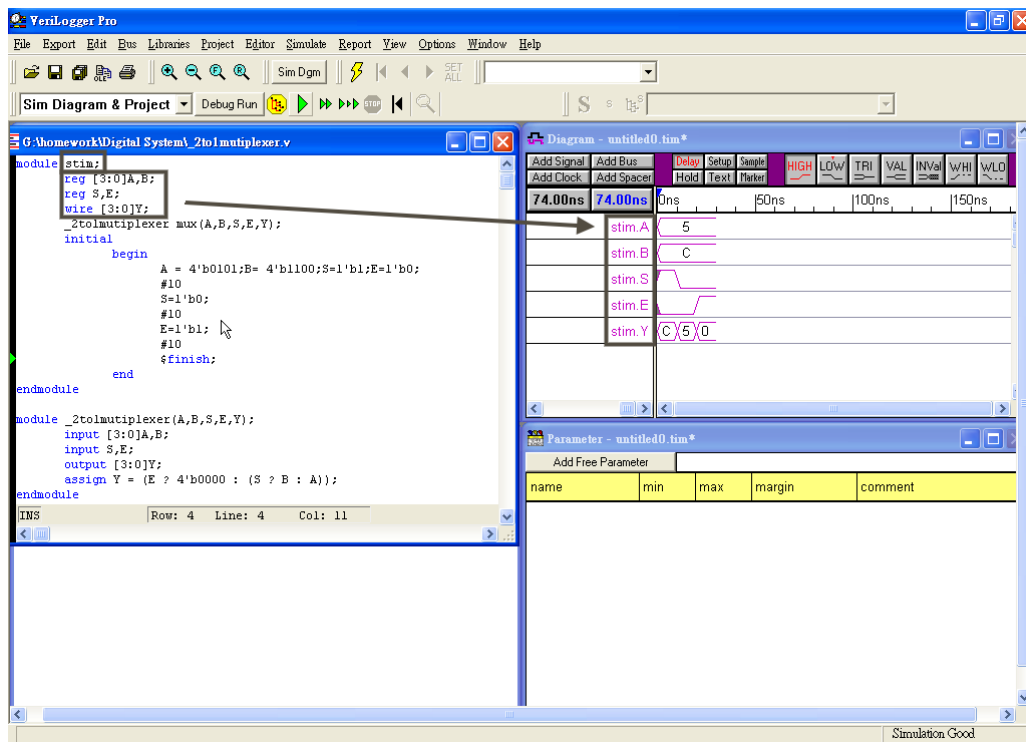 VeriLogger Pro
File Export Edit Bus Libraries Project Editor Simulate Report View Options Window Help
Sim Dgm
SET ALL
Sim Diagram & Project Debug Run STOP S s
G:\homework\Digital System\_2to1mutiplexer.v
module stim;
reg [3:0]A,B;
reg S,E;
wire [3:0]Y;
_2to1mutiplexer mux(A,B,S,E,Y);
initial
begin
A = 4'b0101;B= 4'b1100;S=1'b1;E=1'b0;
#10
S=1'b0;
#10
E=1'b1;
#10
$finish;
end
endmodule
module _2to1mutiplexer(A,B,S,E,Y);
input [3:0]A,B;
input S,E;
output [3:0]Y;
assign Y = (E ? 4'b0000 : (S ? B : A));
endmodule
INS Row: 4 Line: 4 Col: 11
Diagram - untitled0.tim*
Add Signal Add Bus Delay Setup Sample HIGH LOW TRI VAL INVal WHI WLO
Add Clock Add Spacer Hold Text Marker
74.00ns 74.00ns 0ns 50ns 100ns 150ns
stim.A 5
stim.B C
stim.S
stim.E
stim.Y C 5 0
Parameter - untitled0.tim*
Add Free Parameter
name min max margin comment
Simulation Good